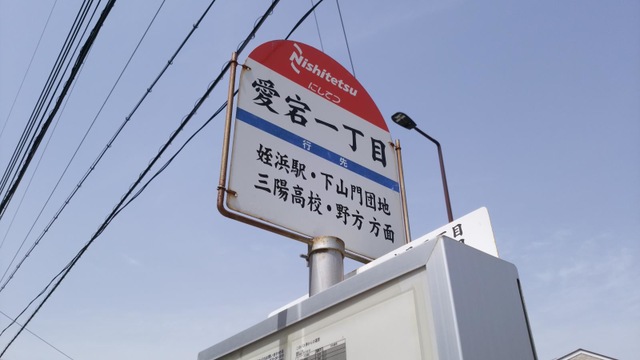 Nishitetsu
にしてつ
愛宕一丁目
行先
姪浜駅・下山門団地
三陽高校・野方方面